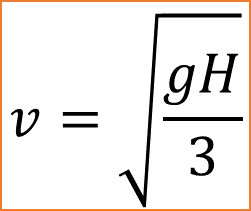 v = √(gH/3)